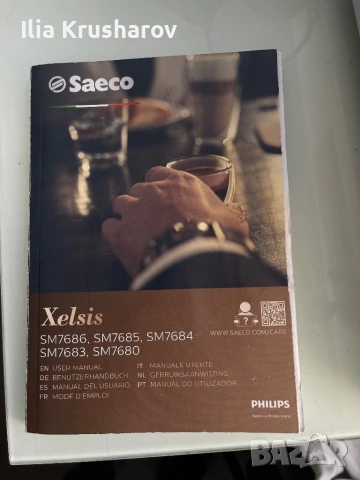 Ilia Krusharov
Saeco
Xelsis
SM7686, SM7685, SM7684
SM7683, SM7680
WWW.SAECO.COM/CARE
EN USER MANUAL
DE BENUTZERHANDBUCH
ES MANUAL DEL USUARIO
FR MODE D'EMPLOI
IT MANUALE UTENTE
NL GEBRUIKSAANWIJZING
PT MANUAL DO UTILIZADOR
PHILIPS
BAZAR